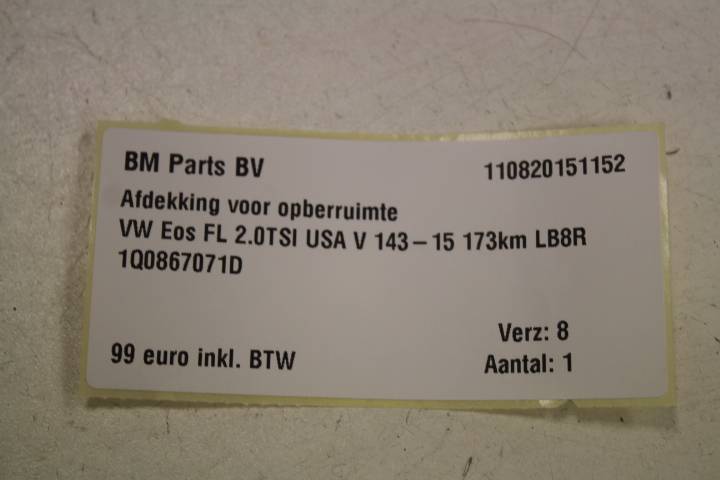 BM Parts BV 110820151152
Afdekking voor opberruimte
VW Eos FL 2.0TSI USA V 143-15 173km LB8R
1Q0867071D
Verz: 8
99 euro inkl. BTW Aantal: 1